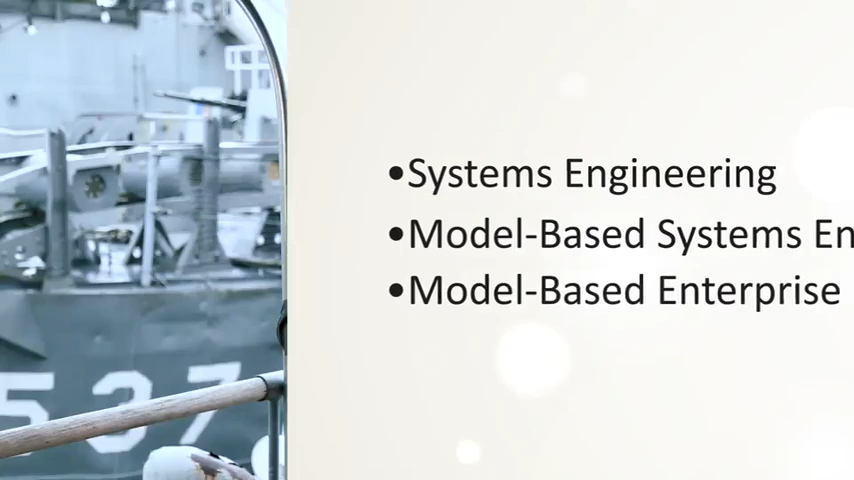 •Systems Engineering
•Model-Based Systems En
•Model-Based Enterprise
537